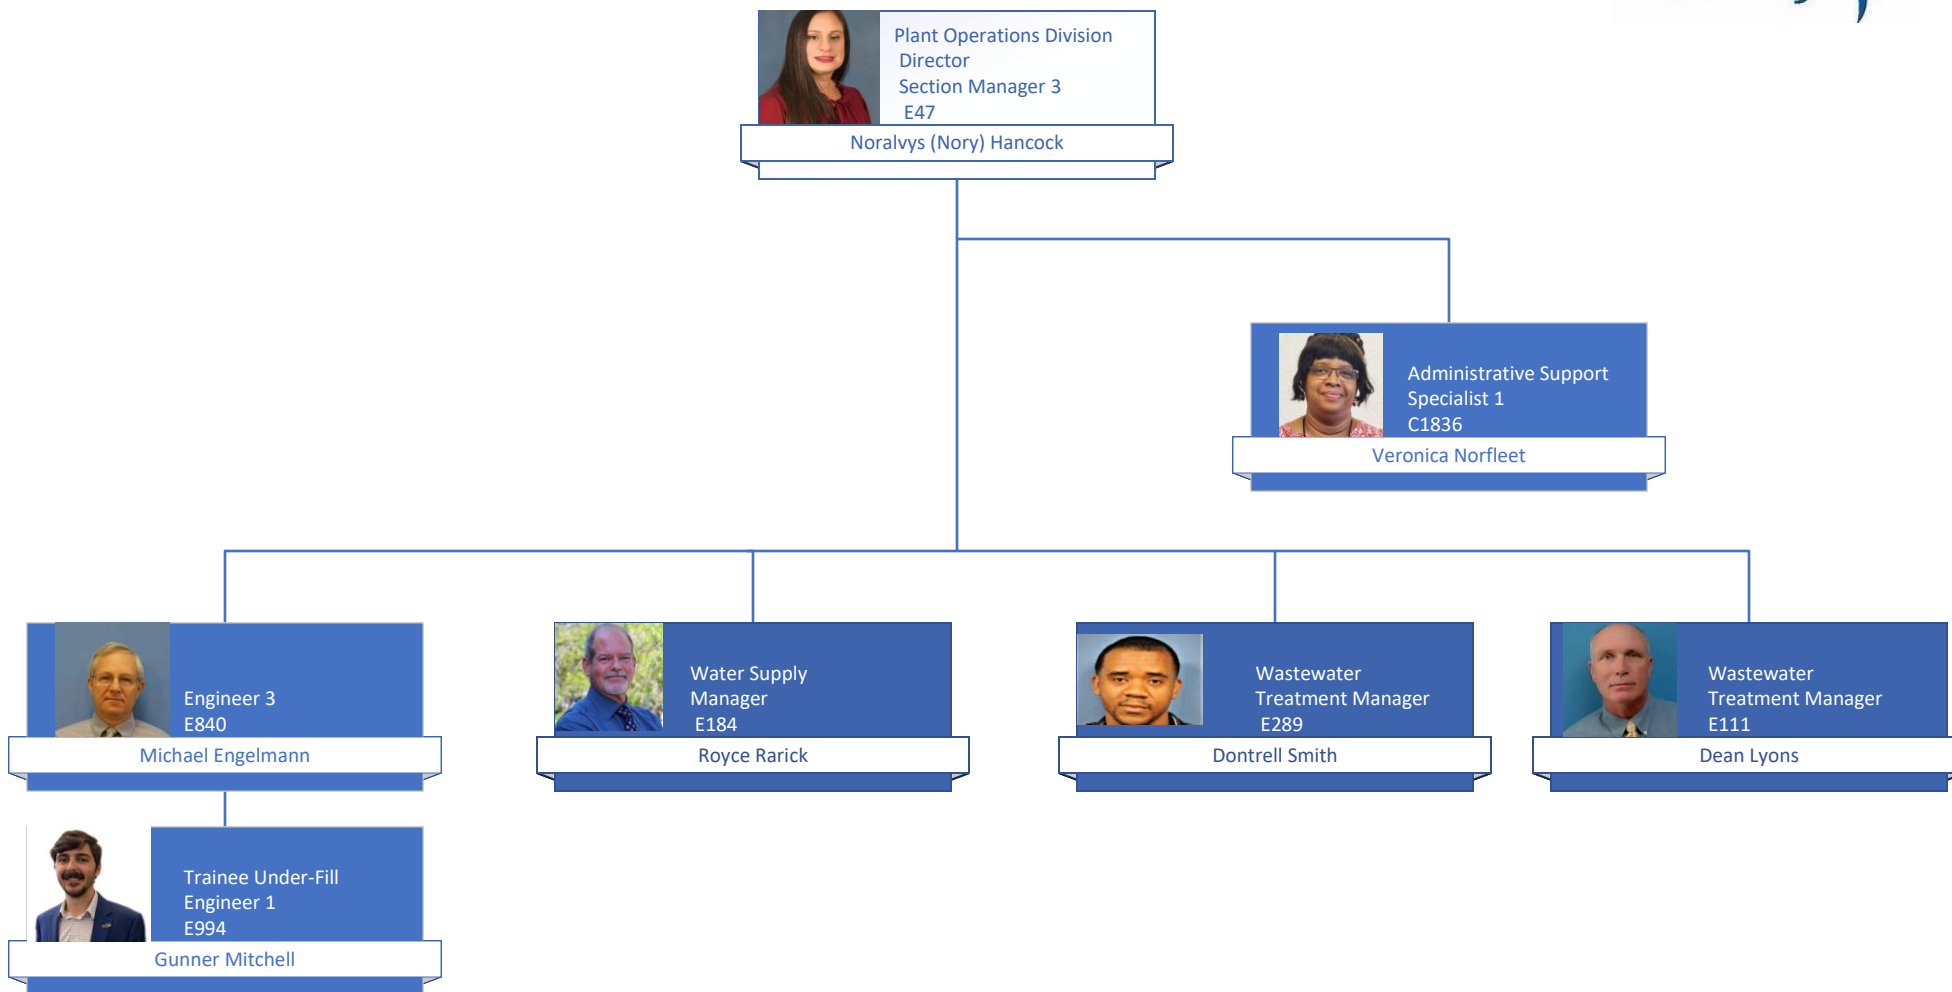 Plant Operations Division
Director
Section Manager 3
E47
Noralvys (Nory) Hancock
Administrative Support
Specialist 1
C1836
Veronica Norfleet
Engineer 3
E840
Michael Engelmann
Water Supply
Manager
E184
Royce Rarick
Wastewater
Treatment Manager
E289
Dontrell Smith
Wastewater
Treatment Manager
E111
Dean Lyons
Trainee Under-Fill
Engineer 1
E994
Gunner Mitchell